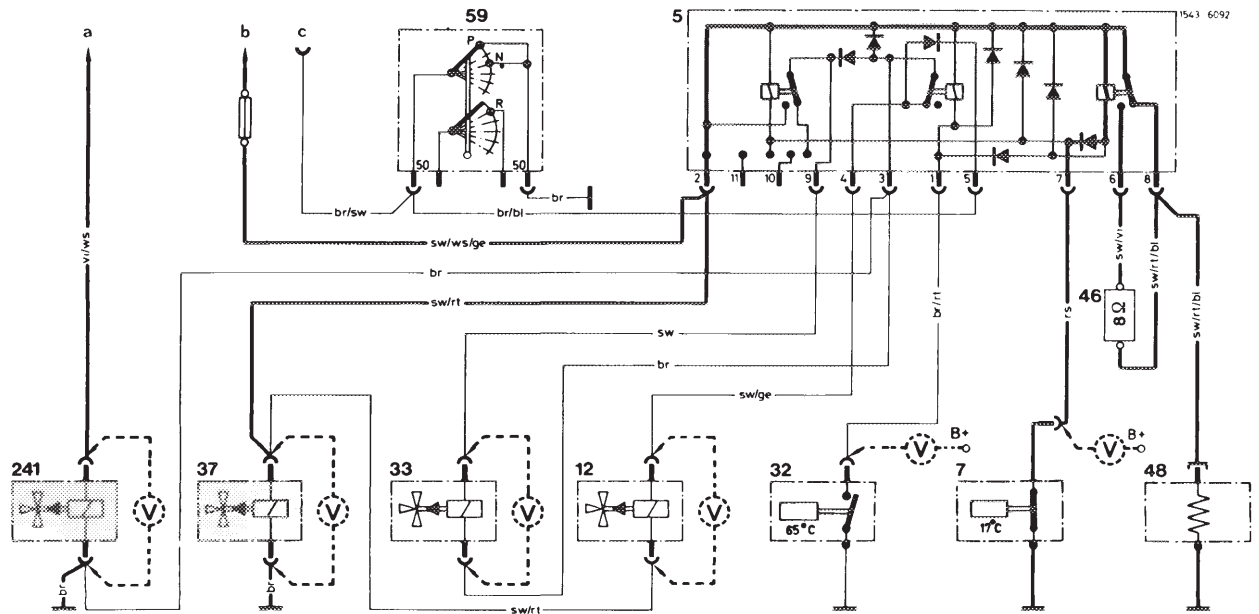 a
b
c
59
5
1543 6092
P
N
R
50
50
2
11
10
9
4
3
1
5
7
6
8
br
br/sw
br/bl
sw/ws/ge
vi/ws
br
sw/rt
br/rt
rs
sw/vi
sw/rt/bl
sw/rt/bl
46
8Ω
sw
br
sw/ge
V
B+
V
B+
241
37
33
12
32
7
48
V
V
V
V
65°C
17°C
br
br
sw/rt